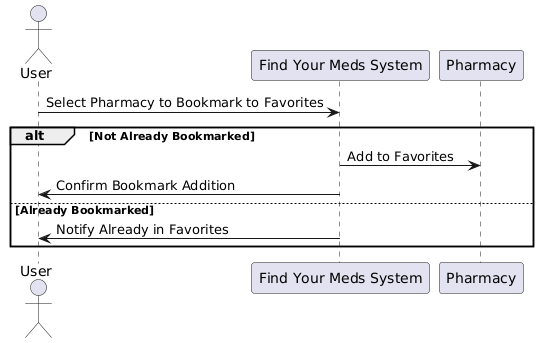 User
Find Your Meds System
Pharmacy
Select Pharmacy to Bookmark to Favorites
alt [Not Already Bookmarked]
Add to Favorites
Confirm Bookmark Addition
[Already Bookmarked]
Notify Already in Favorites
User
Find Your Meds System
Pharmacy